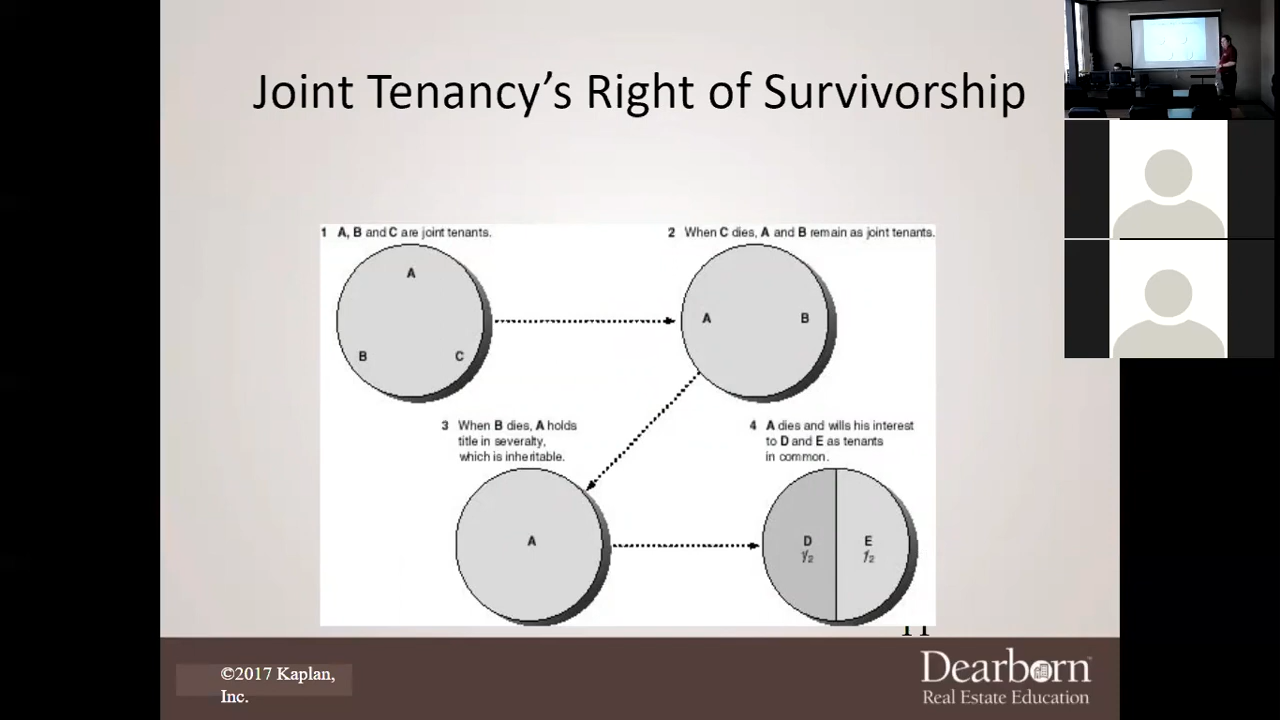 Joint Tenancy’s Right of Survivorship
1 A, B and C are joint tenants.
2 When C dies, A and B remain as joint tenants.
A
B
C
A
B
3 When B dies, A holds
title in severalty,
which is inheritable.
4 A dies and wills his interest
to D and E as tenants
in common.
A
D
1/2
E
1/2
11
©2017 Kaplan,
Inc.
Dearborn
Real Estate Education